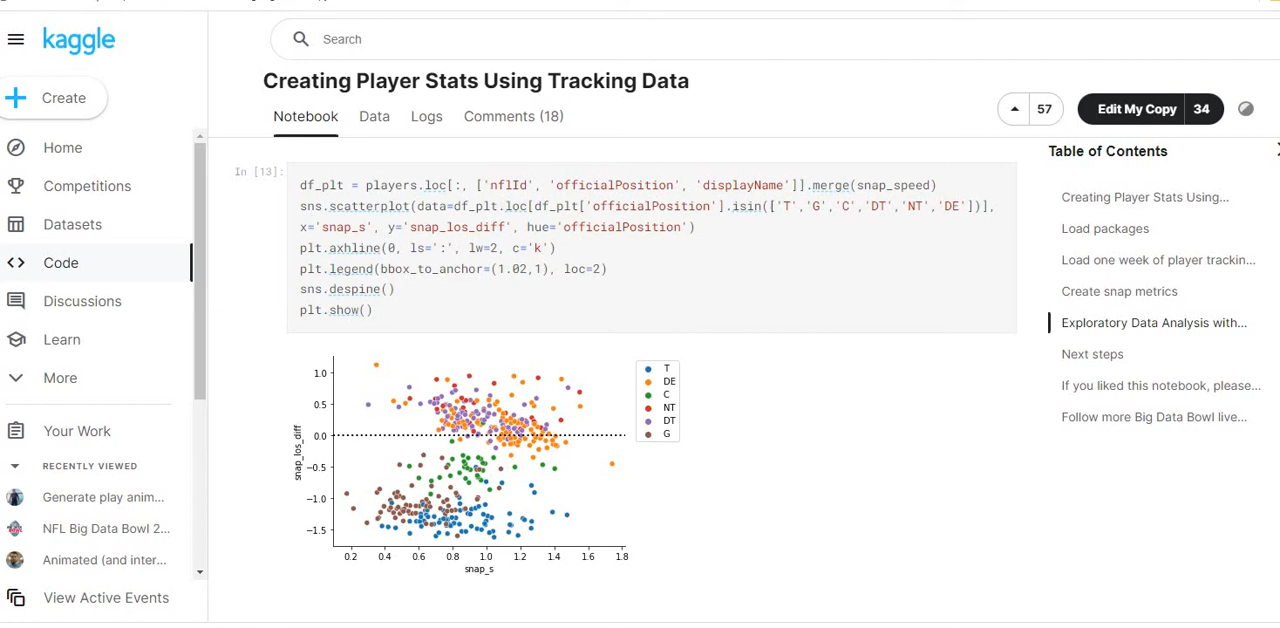 kaggle
Search
Creating Player Stats Using Tracking Data
Create
57
Edit My Copy 34
Notebook Data Logs Comments (18)
Table of Contents
Home
Competitions
Datasets
Code
Discussions
Learn
More
Your Work
RECENTLY VIEWED
Generate play anim...
NFL Big Data Bowl 2...
Animated (and inter...
View Active Events
In [13]:
df_plt = players.loc[:, ['nflId', 'officialPosition', 'displayName']].merge(snap_speed)
sns.scatterplot(data=df_plt.loc[df_plt['officialPosition'].isin(['T','G','C','DT','NT','DE'])],
x='snap_s', y='snap_los_diff', hue='officialPosition')
plt.axhline(0, ls=':', lw=2, c='k')
plt.legend(bbox_to_anchor=(1.02,1), loc=2)
sns.despine()
plt.show()
snap_los_diff
1.0
0.5
0.0
−0.5
−1.0
−1.5
0.2 0.4 0.6 0.8 1.0 1.2 1.4 1.6 1.8
snap_s
T
DE
C
NT
DT
G
Creating Player Stats Using...
Load packages
Load one week of player trackin...
Create snap metrics
Exploratory Data Analysis with...
Next steps
If you liked this notebook, please...
Follow more Big Data Bowl live...